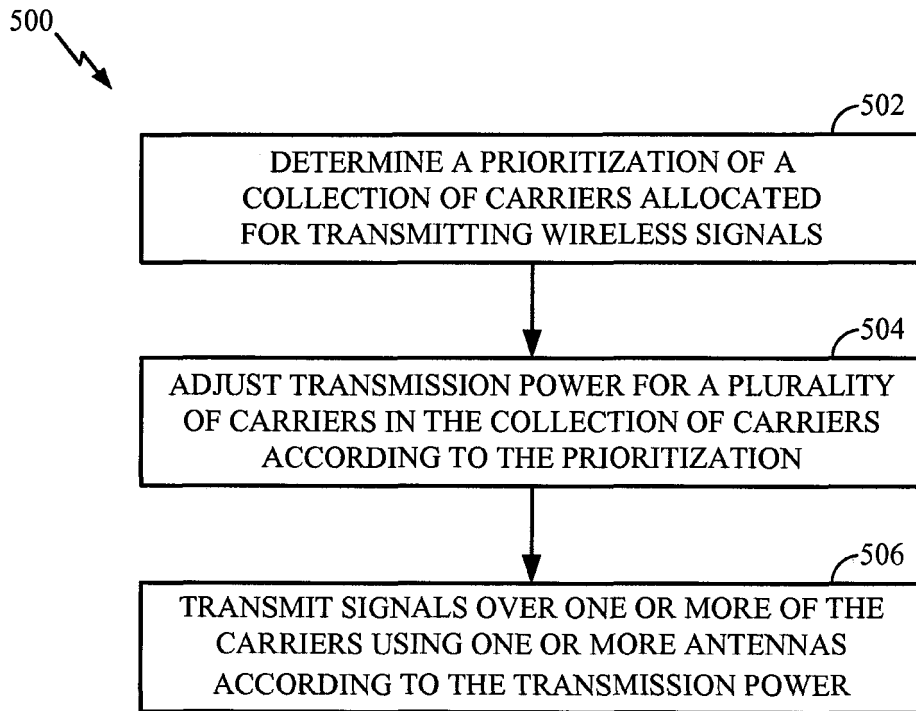 500
502
DETERMINE A PRIORITIZATION OF A
COLLECTION OF CARRIERS ALLOCATED
FOR TRANSMITTING WIRELESS SIGNALS
504
ADJUST TRANSMISSION POWER FOR A PLURALITY
OF CARRIERS IN THE COLLECTION OF CARRIERS
ACCORDING TO THE PRIORITIZATION
506
TRANSMIT SIGNALS OVER ONE OR MORE OF THE
CARRIERS USING ONE OR MORE ANTENNAS
ACCORDING TO THE TRANSMISSION POWER